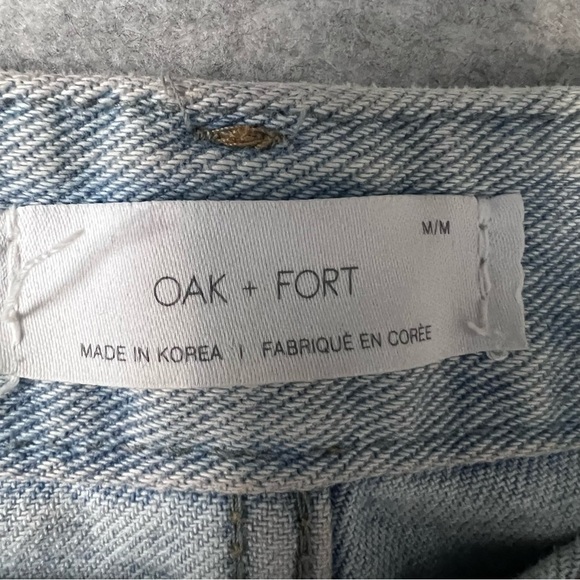 M/M
OAK + FORT
MADE IN KOREA | FABRIQUÉ EN CORÉE